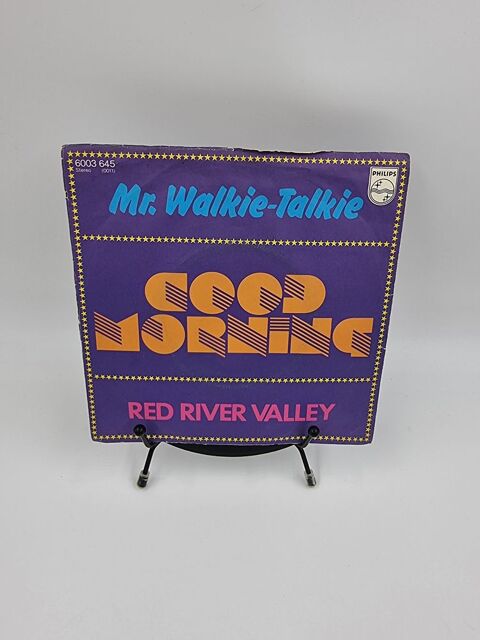 6003 645
Stereo (0011)
PHILIPS
Mr. Walkie-Talkie
GOOD
MORNING
RED RIVER VALLEY